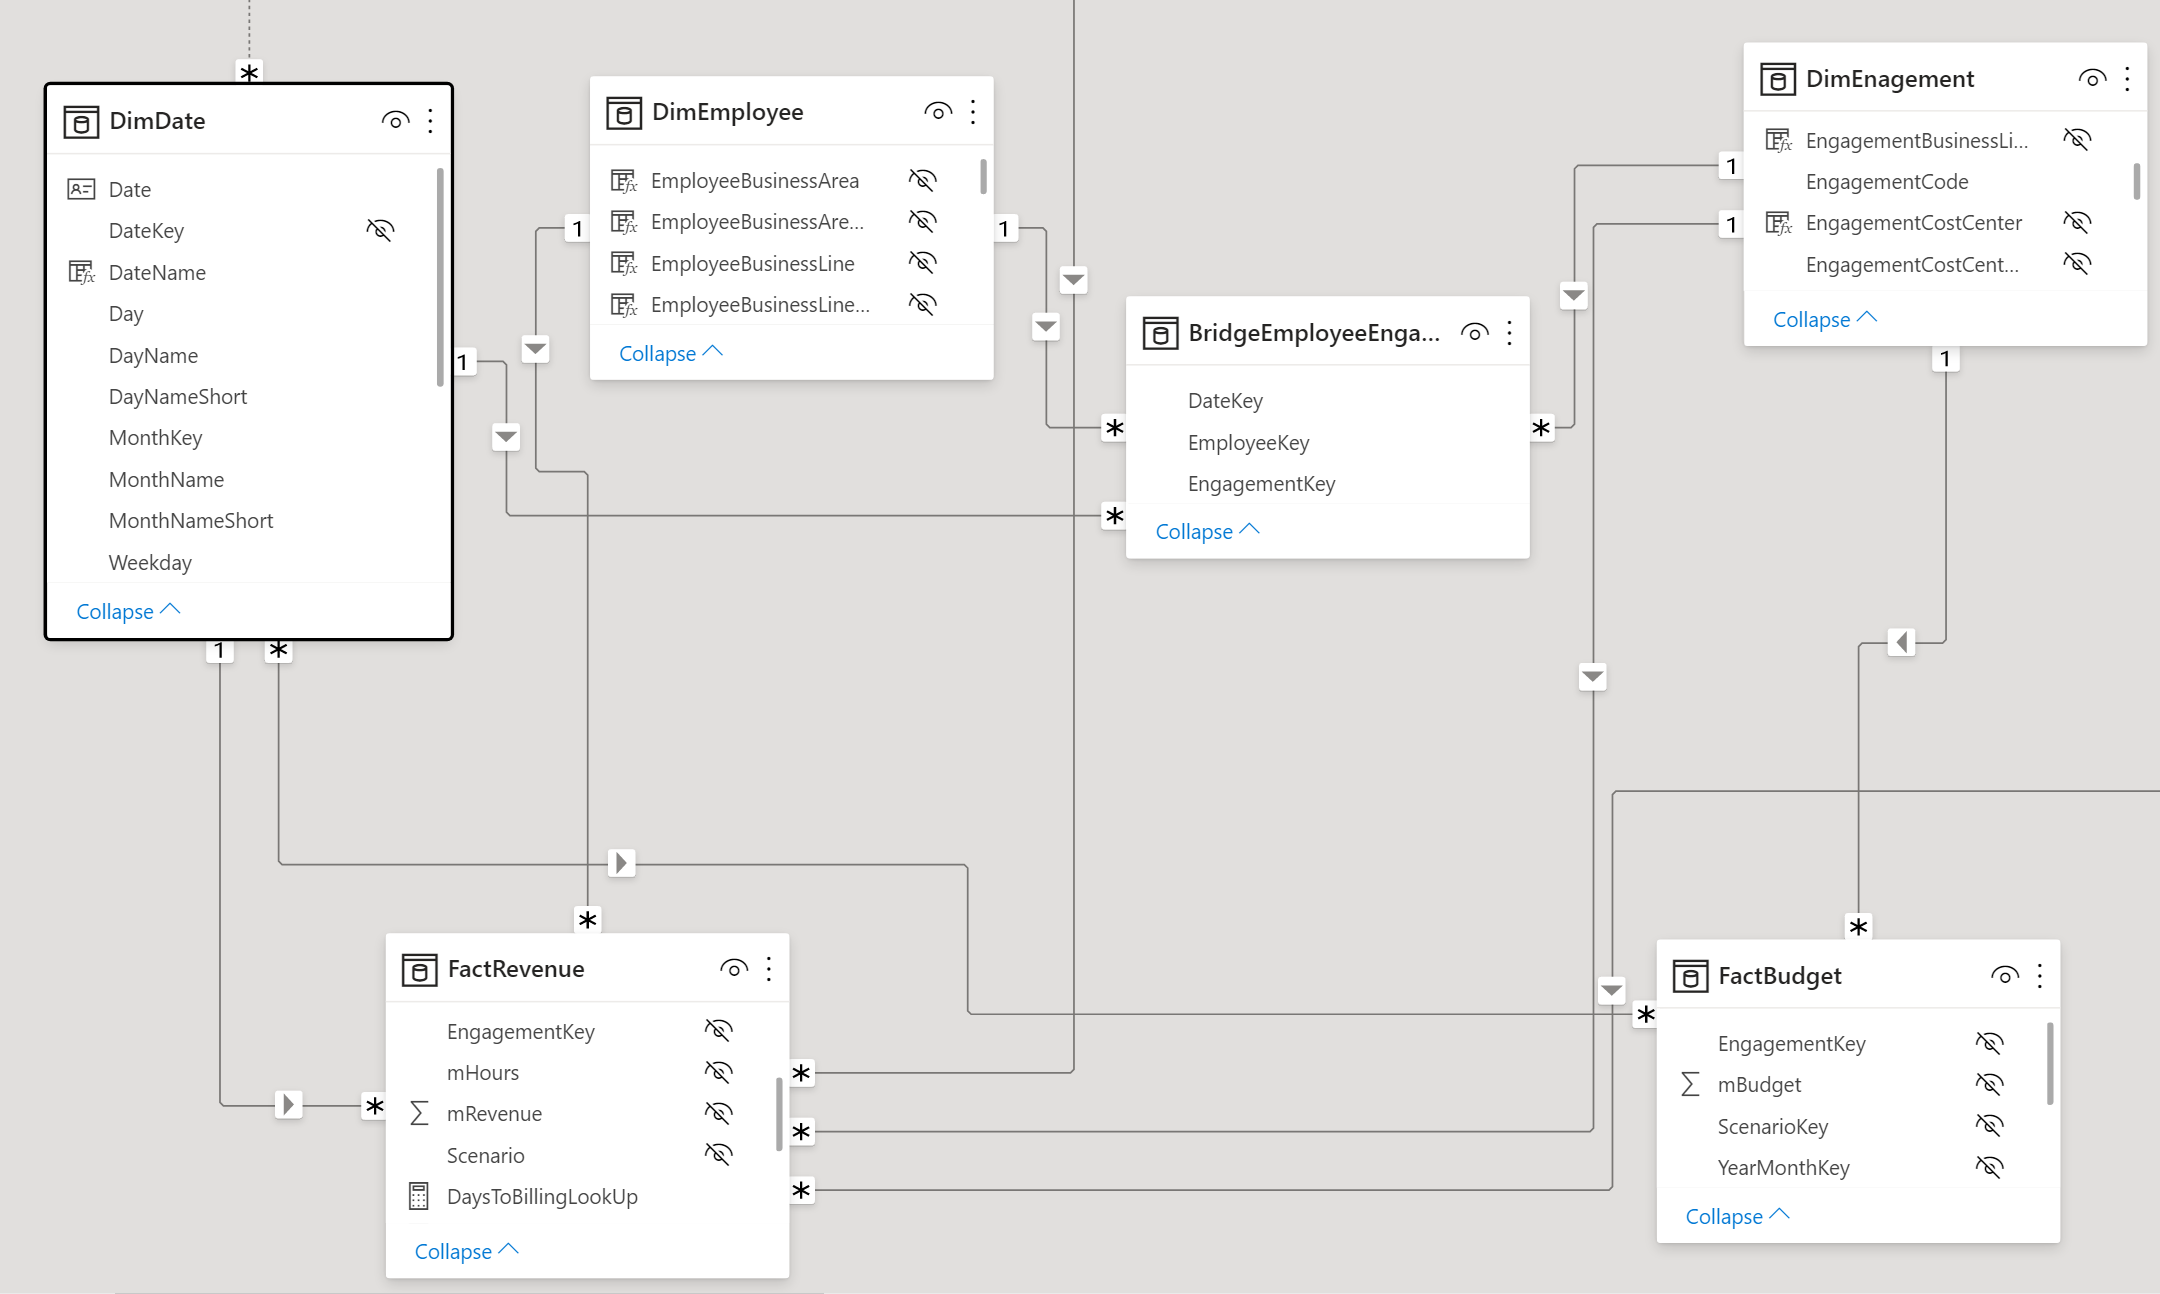 DimDate
Date
DateKey
DateName
Day
DayName
DayNameShort
MonthKey
MonthName
MonthNameShort
Weekday
Collapse
DimEmployee
EmployeeBusinessArea
EmployeeBusinessAre...
EmployeeBusinessLine
EmployeeBusinessLine...
Collapse
BridgeEmployeeEnga...
DateKey
EmployeeKey
EngagementKey
Collapse
DimEnagement
EngagementBusinessLi...
EngagementCode
EngagementCostCenter
EngagementCostCent...
Collapse
FactRevenue
EngagementKey
mHours
∑ mRevenue
Scenario
DaysToBillingLookUp
Collapse
FactBudget
EngagementKey
∑ mBudget
ScenarioKey
YearMonthKey
Collapse
*
1
1
*
1
1
*
*
*
1
1
1
*
*
*
*
*
*
*